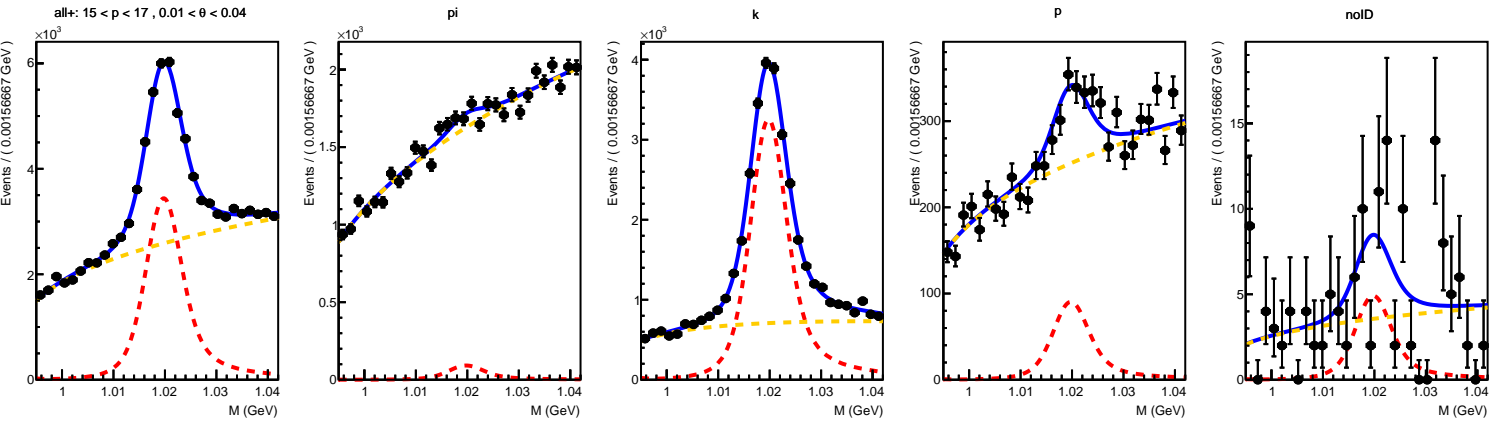 all+: 15 < p < 17 , 0.01 < θ < 0.04
×10³
Events / ( 0.00156667 GeV )
6
4
2
0
1 1.01 1.02 1.03 1.04
M (GeV)
pi
×10³
Events / ( 0.00156667 GeV )
2
1.5
1
0.5
0
1 1.01 1.02 1.03 1.04
M (GeV)
k
×10³
Events / ( 0.00156667 GeV )
4
3
2
1
0
1 1.01 1.02 1.03 1.04
M (GeV)
p
Events / ( 0.00156667 GeV )
300
200
100
0
1 1.01 1.02 1.03 1.04
M (GeV)
noID
Events / ( 0.00156667 GeV )
15
10
5
0
1 1.01 1.02 1.03 1.04
M (GeV)